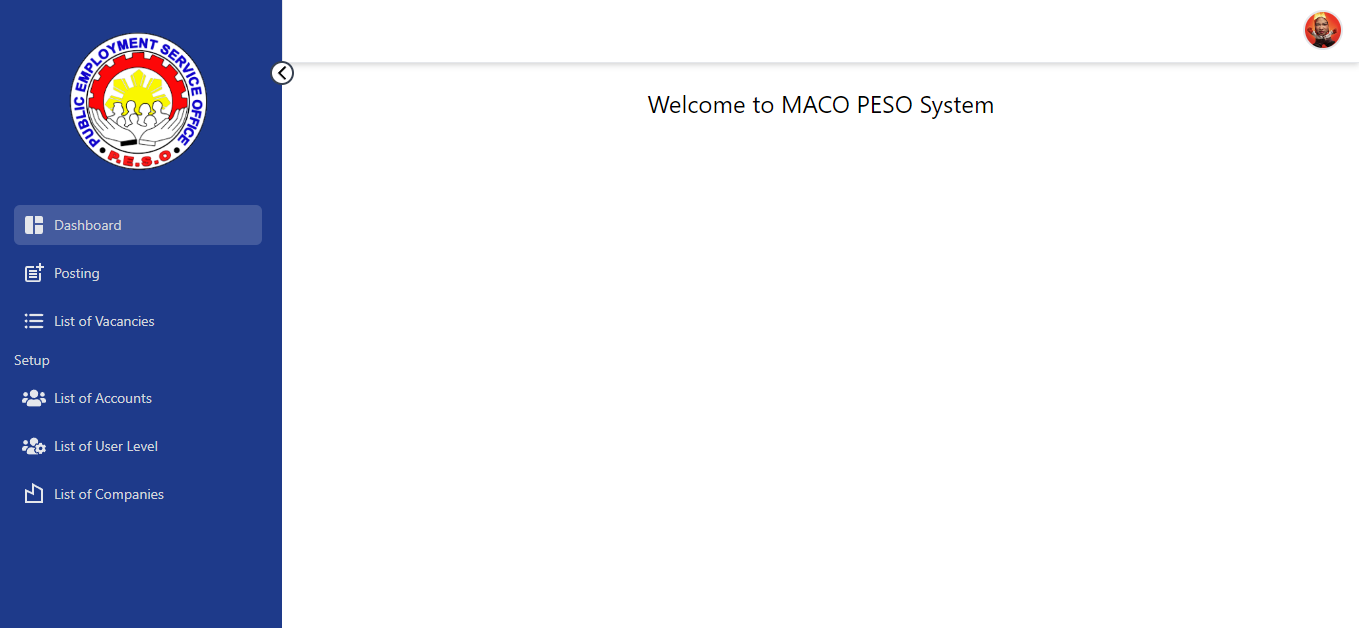 PUBLIC EMPLOYMENT SERVICE OFFICE
P.E.S.O
Welcome to MACO PESO System
Dashboard
Posting
List of Vacancies
Setup
List of Accounts
List of User Level
List of Companies